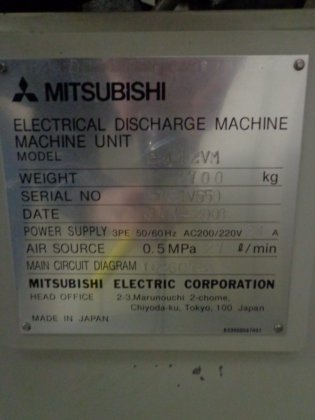 MITSUBISHI
ELECTRICAL DISCHARGE MACHINE
MACHINE UNIT
MODEL
WEIGHT kg
SERIAL NO
DATE
POWER SUPPLY 3PE 50/60Hz AC200/220V A
AIR SOURCE 0.5MPa ℓ/min
MAIN CIRCUIT DIAGRAM
MITSUBISHI ELECTRIC CORPORATION
HEAD OFFICE 2-3,Marunouchi 2-chome,
Chiyoda-ku, Tokyo, 100 Japan
MADE IN JAPAN